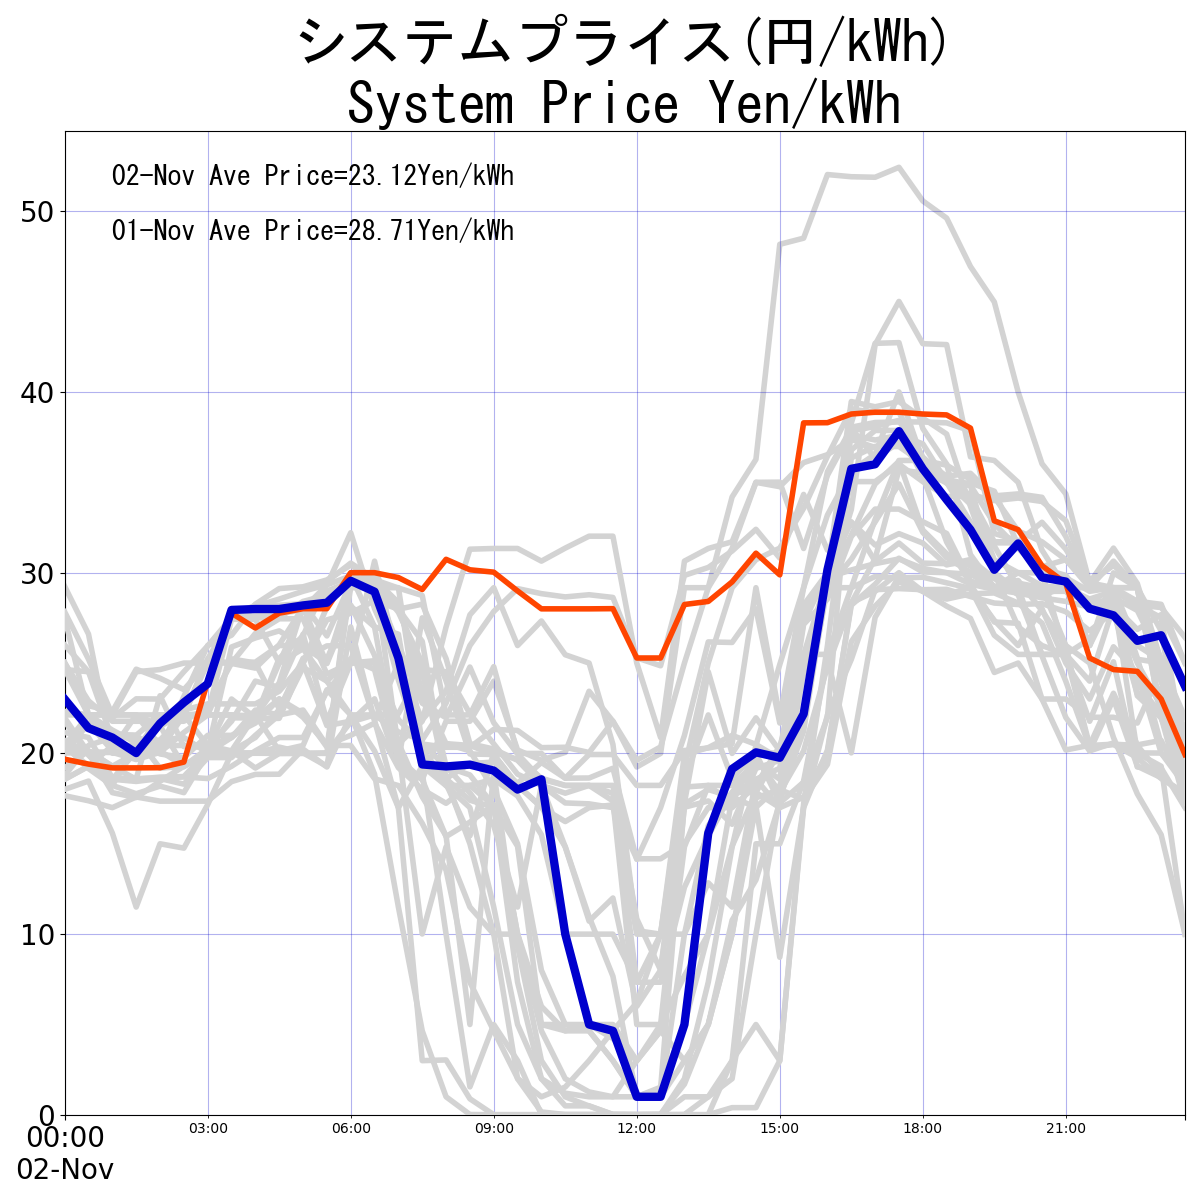 システムプライス(円/kWh)
System Price Yen/kWh
02-Nov Ave Price=23.12Yen/kWh
01-Nov Ave Price=28.71Yen/kWh
50
40
30
20
10
0
00:00 03:00 06:00 09:00 12:00 15:00 18:00 21:00
02-Nov